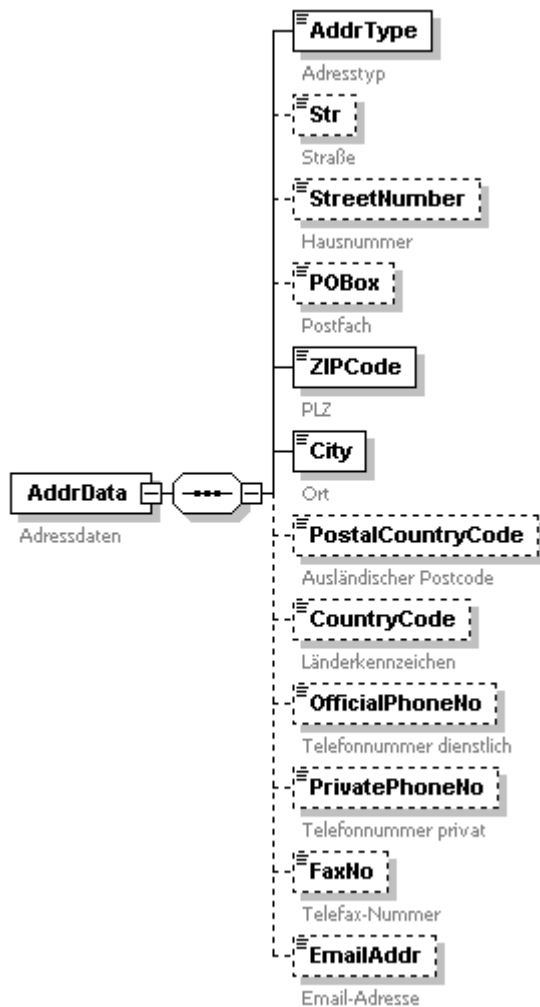 AddrType
Adresstyp
Str
Straße
StreetNumber
Hausnummer
POBox
Postfach
ZIPCode
PLZ
City
Ort
AddrData
Adressdaten
PostalCountryCode
Ausländischer Postcode
CountryCode
Länderkennzeichen
OfficialPhoneNo
Telefonnummer dienstlich
PrivatePhoneNo
Telefonnummer privat
FaxNo
Telefax-Nummer
EmailAddr
Email-Adresse